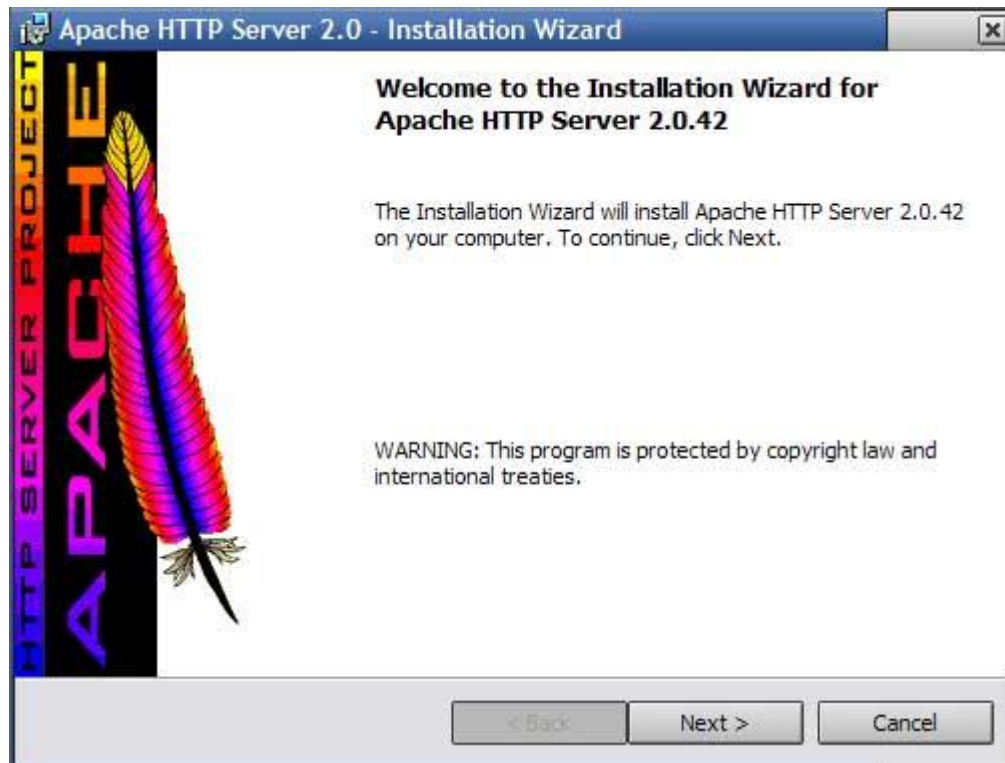 Apache HTTP Server 2.0 - Installation Wizard
HTTP SERVER PROJECT
APACHE
Welcome to the Installation Wizard for
Apache HTTP Server 2.0.42
The Installation Wizard will install Apache HTTP Server 2.0.42
on your computer. To continue, click Next.
WARNING: This program is protected by copyright law and
international treaties.
< Back
Next >
Cancel